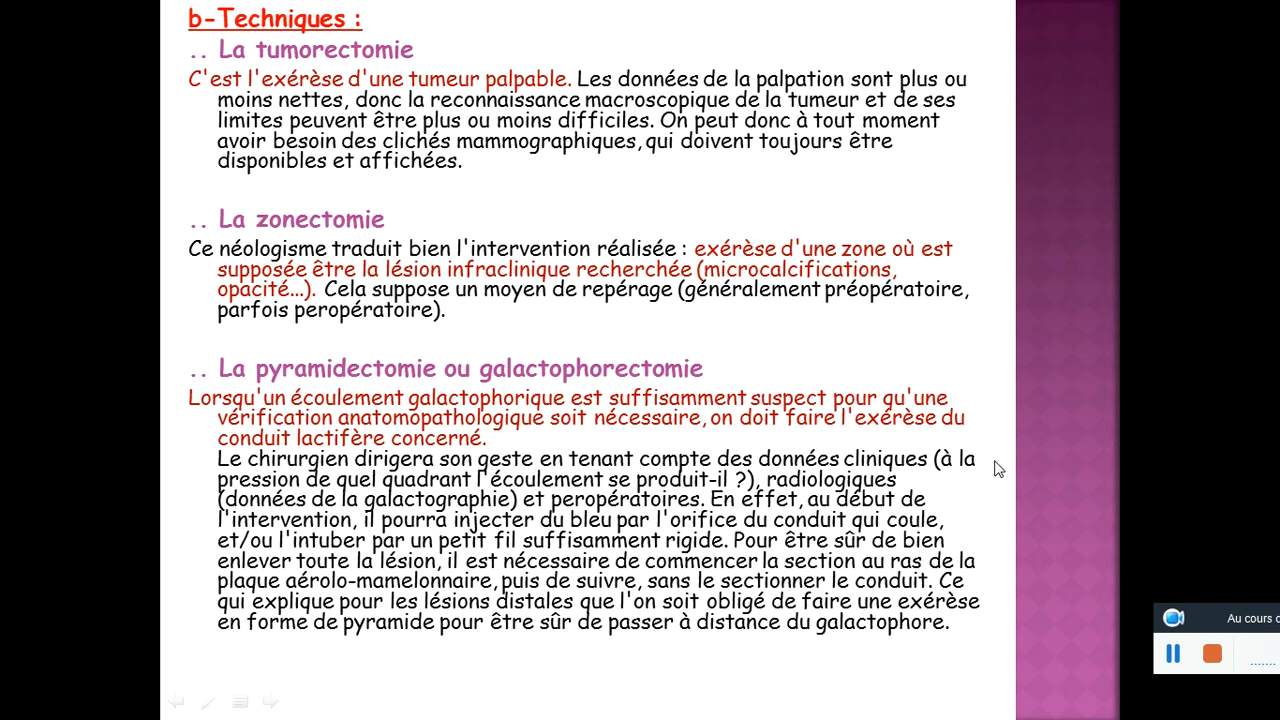 b-Techniques :
.. La tumorectomie
C'est l'exérèse d'une tumeur palpable. Les données de la palpation sont plus ou
moins nettes, donc la reconnaissance macroscopique de la tumeur et de ses
limites peuvent être plus ou moins difficiles. On peut donc à tout moment
avoir besoin des clichés mammographiques, qui doivent toujours être
disponibles et affichées.
.. La zonectomie
Ce néologisme traduit bien l'intervention réalisée : exérèse d'une zone où est
supposée être la lésion infraclinique recherchée (microcalcifications,
opacité...). Cela suppose un moyen de repérage (généralement préopératoire,
parfois peropératoire).
.. La pyramidectomie ou galactophorectomie
Lorsqu'un écoulement galactophorique est suffisamment suspect pour qu'une
vérification anatomopathologique soit nécessaire, on doit faire l'exérèse du
conduit lactifère concerné.
Le chirurgien dirigera son geste en tenant compte des données cliniques (à la
pression de quel quadrant l'écoulement se produit-il ?), radiologiques
(données de la galactographie) et peropératoires. En effet, au début de
l'intervention, il pourra injecter du bleu par l'orifice du conduit qui coule,
et/ou l'intuber par un petit fil suffisamment rigide. Pour être sûr de bien
enlever toute la lésion, il est nécessaire de commencer la section au ras de la
plaque aérolo-mamelonnaire, puis de suivre, sans le sectionner le conduit. Ce
qui explique pour les lésions distales que l'on soit obligé de faire une exérèse
en forme de pyramide pour être sûr de passer à distance du galactophore.
Au cours